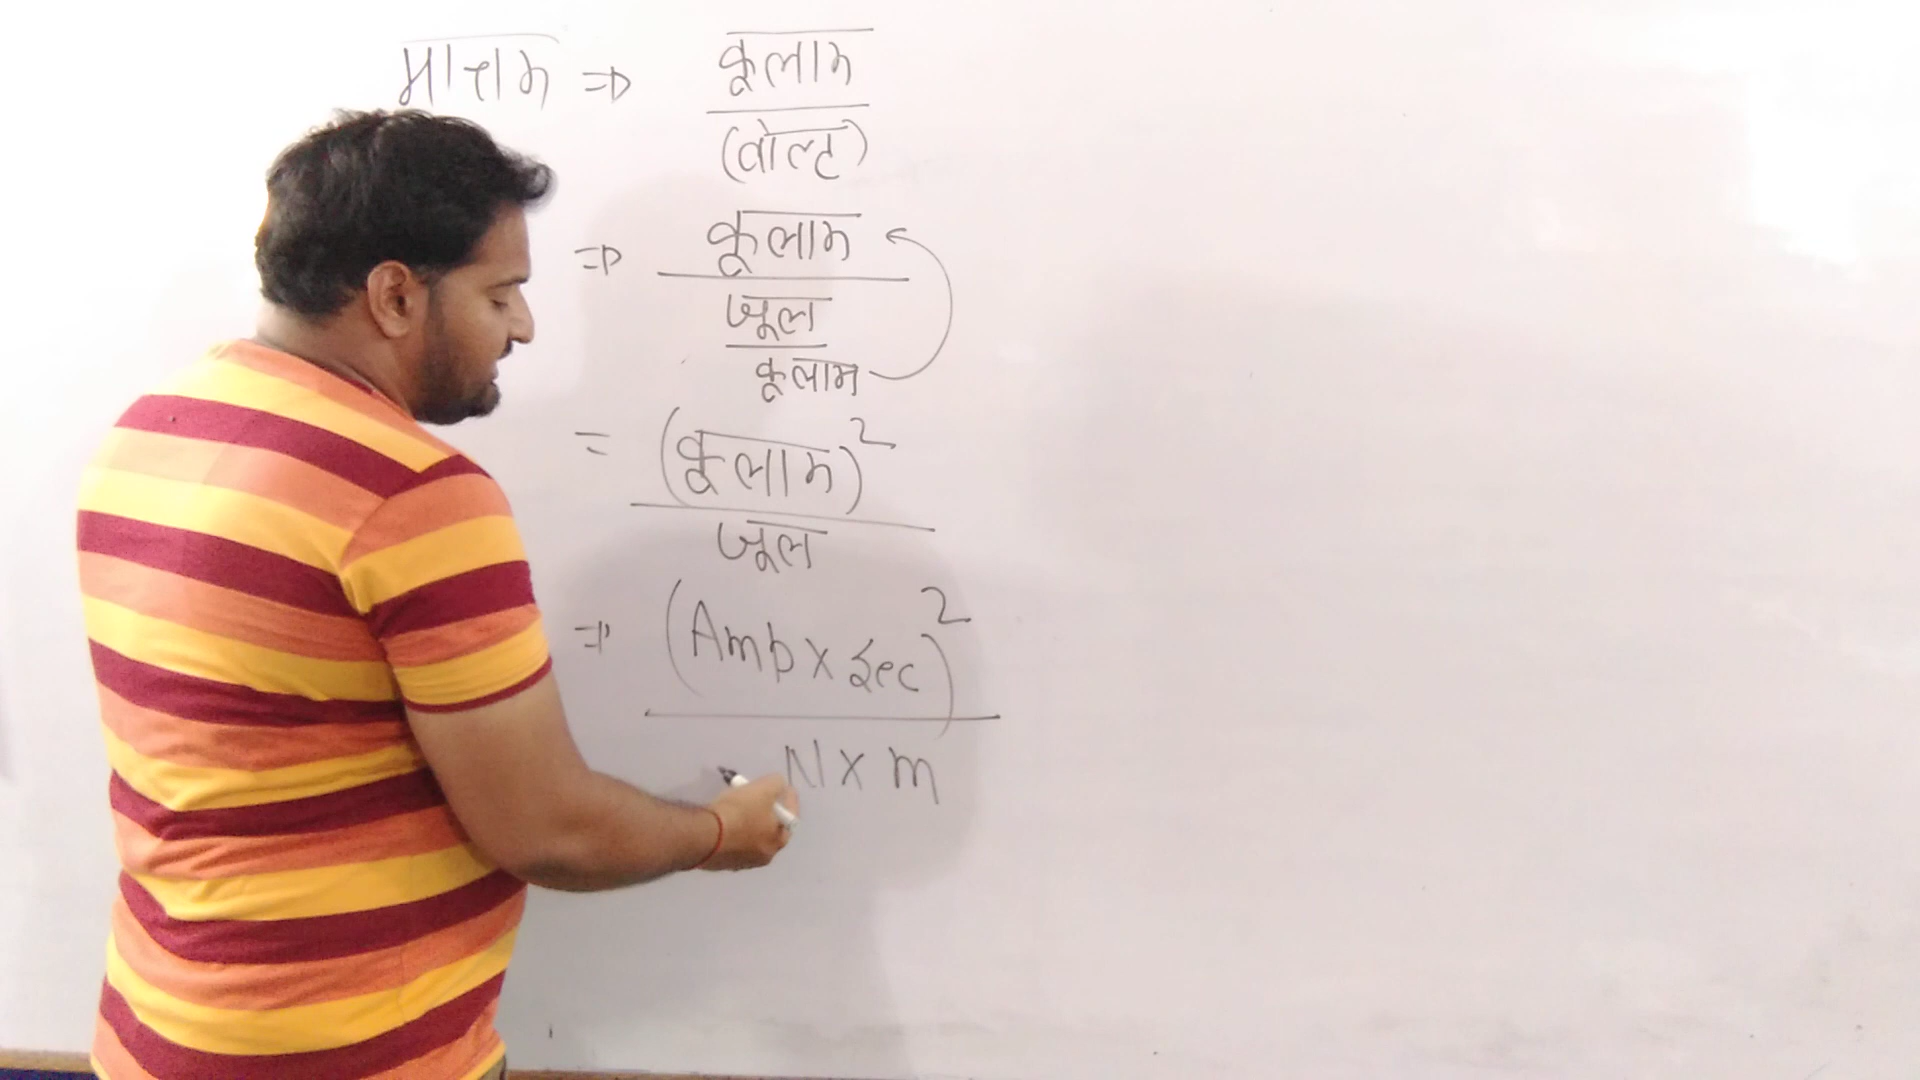 मात्रक ⇒ कूलाम
(वोल्ट)
⇒ कूलाम
जूल
कूलाम
= (कूलाम)²
जूल
⇒ (Amp x Sec)²
N x m